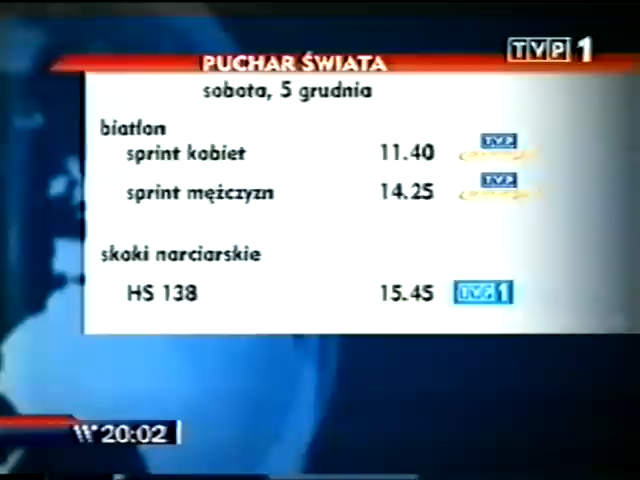 TVP 1
PUCHAR ŚWIATA
sobota, 5 grudnia
biatlon
sprint kobiet 11.40 TVP
sprint mężczyzn 14.25 TVP
skoki narciarskie
HS 138 15.45 TVP 1
20:02